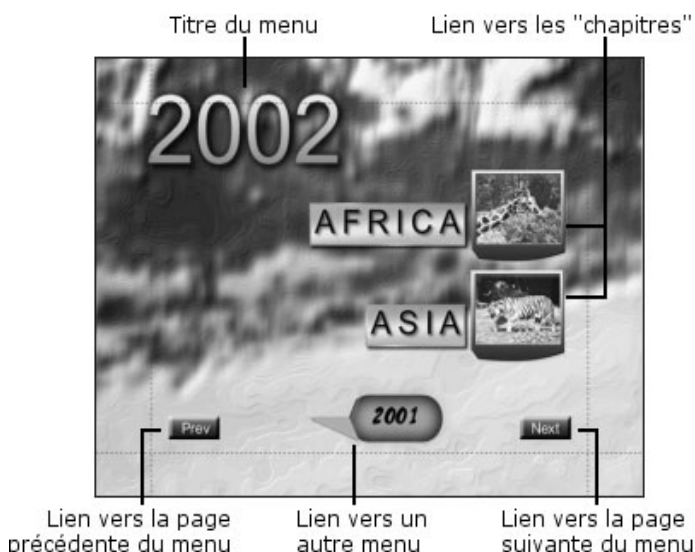 Titre du menu
Lien vers les "chapitres"
2002
AFRICA
ASIA
2001
Prev
Next
Lien vers la page
précédente du menu
Lien vers un
autre menu
Lien vers la page
suivante du menu